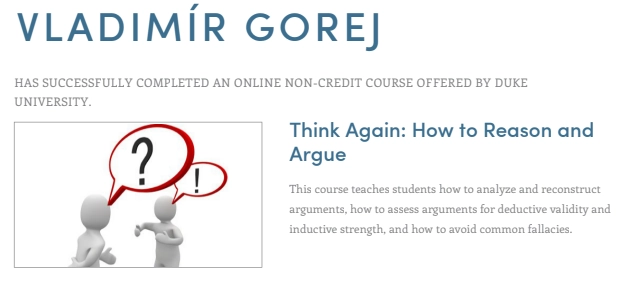 VLADIMÍR GOREJ
HAS SUCCESSFULLY COMPLETED AN ONLINE NON-CREDIT COURSE OFFERED BY DUKE
UNIVERSITY.
?
!
Think Again: How to Reason and
Argue
This course teaches students how to analyze and reconstruct
arguments, how to assess arguments for deductive validity and
inductive strength, and how to avoid common fallacies.